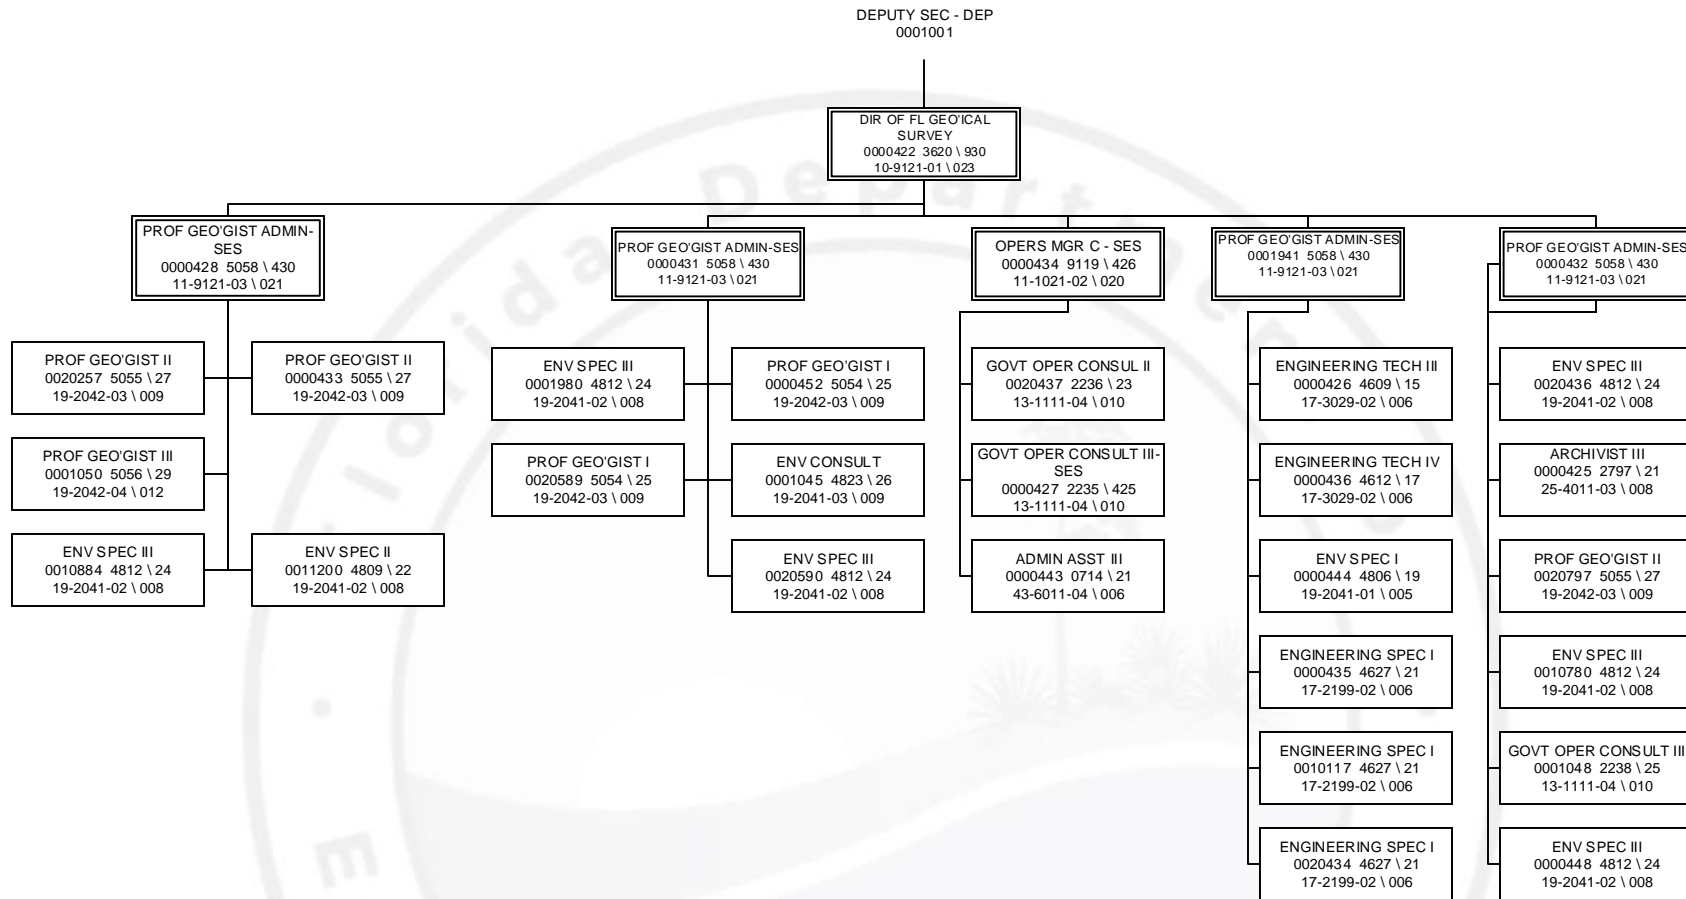 DEPUTY SEC - DEP
0001001
DIR OF FL GEO'ICAL
SURVEY
0000422 3620 \ 930
10-9121-01 \ 023
PROF GEO'GIST ADMIN-
SES
0000428 5058 \ 430
11-9121-03 \ 021
PROF GEO'GIST ADMIN-SES
0000431 5058 \ 430
11-9121-03 \ 021
OPERS MGR C - SES
0000434 9119 \ 426
11-1021-02 \ 020
PROF GEO'GIST ADMIN-SES
0001941 5058 \ 430
11-9121-03 \ 021
PROF GEO'GIST ADMIN-SES
0000432 5058 \ 430
11-9121-03 \ 021
PROF GEO'GIST II
0020257 5055 \ 27
19-2042-03 \ 009
PROF GEO'GIST II
0000433 5055 \ 27
19-2042-03 \ 009
PROF GEO'GIST III
0001050 5056 \ 29
19-2042-04 \ 012
ENV SPEC III
0010884 4812 \ 24
19-2041-02 \ 008
ENV SPEC II
0011200 4809 \ 22
19-2041-02 \ 008
ENV SPEC III
0001980 4812 \ 24
19-2041-02 \ 008
PROF GEO'GIST I
0000452 5054 \ 25
19-2042-03 \ 009
PROF GEO'GIST I
0020589 5054 \ 25
19-2042-03 \ 009
ENV CONSULT
0001045 4823 \ 26
19-2041-03 \ 009
ENV SPEC III
0020590 4812 \ 24
19-2041-02 \ 008
GOVT OPER CONSUL II
0020437 2236 \ 23
13-1111-04 \ 010
GOVT OPER CONSULT III-
SES
0000427 2235 \ 425
13-1111-04 \ 010
ADMIN ASST III
0000443 0714 \ 21
43-6011-04 \ 006
ENGINEERING TECH III
0000426 4609 \ 15
17-3029-02 \ 006
ENGINEERING TECH IV
0000436 4612 \ 17
17-3029-02 \ 006
ENV SPEC I
0000444 4806 \ 19
19-2041-01 \ 005
ENGINEERING SPEC I
0000435 4627 \ 21
17-2199-02 \ 006
ENGINEERING SPEC I
0010117 4627 \ 21
17-2199-02 \ 006
ENGINEERING SPEC I
0020434 4627 \ 21
17-2199-02 \ 006
ENV SPEC III
0020436 4812 \ 24
19-2041-02 \ 008
ARCHIVIST III
0000425 2797 \ 21
25-4011-03 \ 008
PROF GEO'GIST II
0020797 5055 \ 27
19-2042-03 \ 009
ENV SPEC III
0010780 4812 \ 24
19-2041-02 \ 008
GOVT OPER CONSULT III
0001048 2238 \ 25
13-1111-04 \ 010
ENV SPEC III
0000448 4812 \ 24
19-2041-02 \ 008